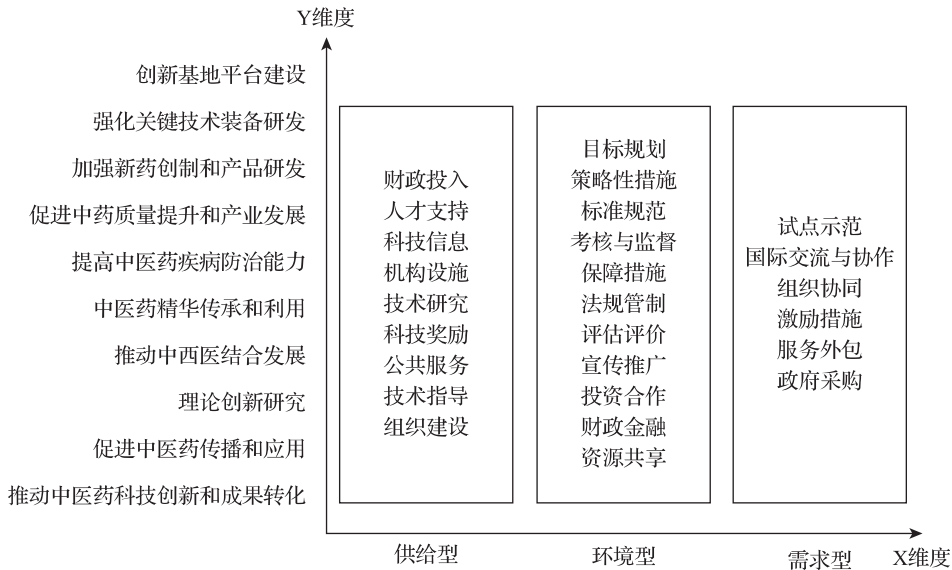 Y维度
创新基地平台建设
强化关键技术装备研发
加强新药创制和产品研发
促进中药质量提升和产业发展
提高中医药疾病防治能力
中医药精华传承和利用
推动中西医结合发展
理论创新研究
促进中医药传播和应用
推动中医药科技创新和成果转化
财政投入
人才支持
科技信息
机构设施
技术研究
科技奖励
公共服务
技术指导
组织建设
目标规划
策略性措施
标准规范
考核与监督
保障措施
法规管制
评估评价
宣传推广
投资合作
财政金融
资源共享
试点示范
国际交流与协作
组织协同
激励措施
服务外包
政府采购
供给型
环境型
需求型
X维度